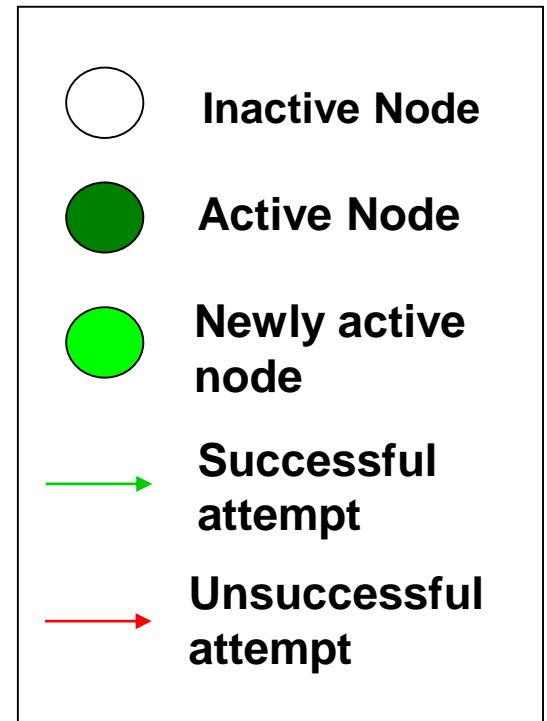 Inactive Node
Active Node
Newly active
node
Successful
attempt
Unsuccessful
attempt